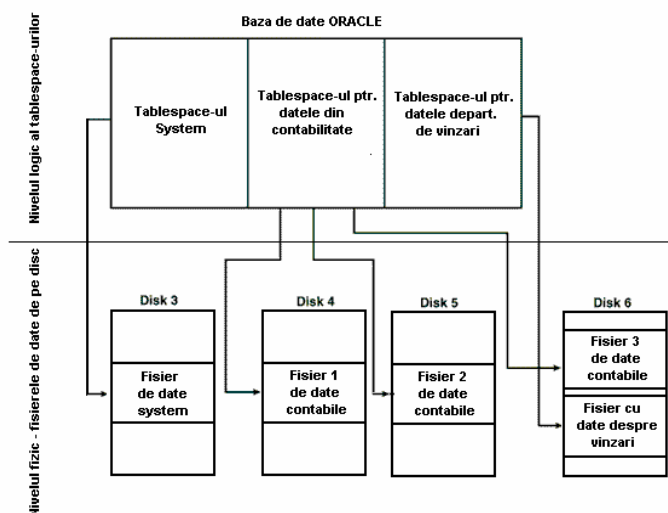 Baza de date ORACLE
Nivelul logic al tablespace-urilor
Tablespace-ul
System
Tablespace-ul ptr.
datele din
contabilitate
Tablespace-ul ptr.
datele depart.
de vinzari
Nivelul fizic - fisierele de date de pe disc
Disk 3
Disk 4
Disk 5
Disk 6
Fisier
de date
system
Fisier 1
de date
contabile
Fisier 2
de date
contabile
Fisier 3
de date
contabile
Fisier cu
date despre
vinzari